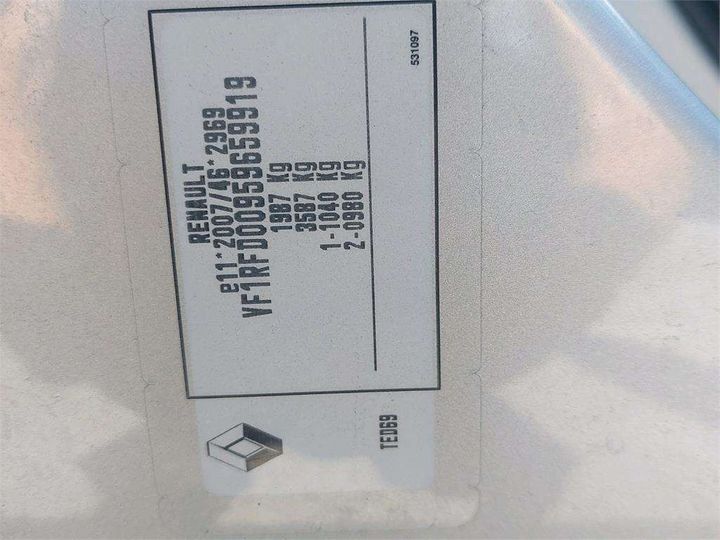 RENAULT
e11*2007/46*2969
VF1RFD00959659919
1987 Kg
3587 Kg
1-1040 Kg
2-0980 Kg
531097
TED69